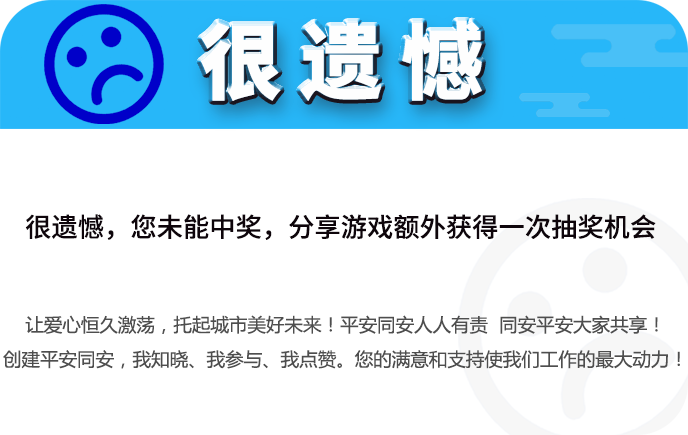 很遗憾
很遗憾，您未能中奖，分享游戏额外获得一次抽奖机会
让爱心恒久激荡，托起城市美好未来！平安同安人人有责 同安平安大家共享！
创建平安同安，我知晓、我参与、我点赞。您的满意和支持使我们工作的最大动力！